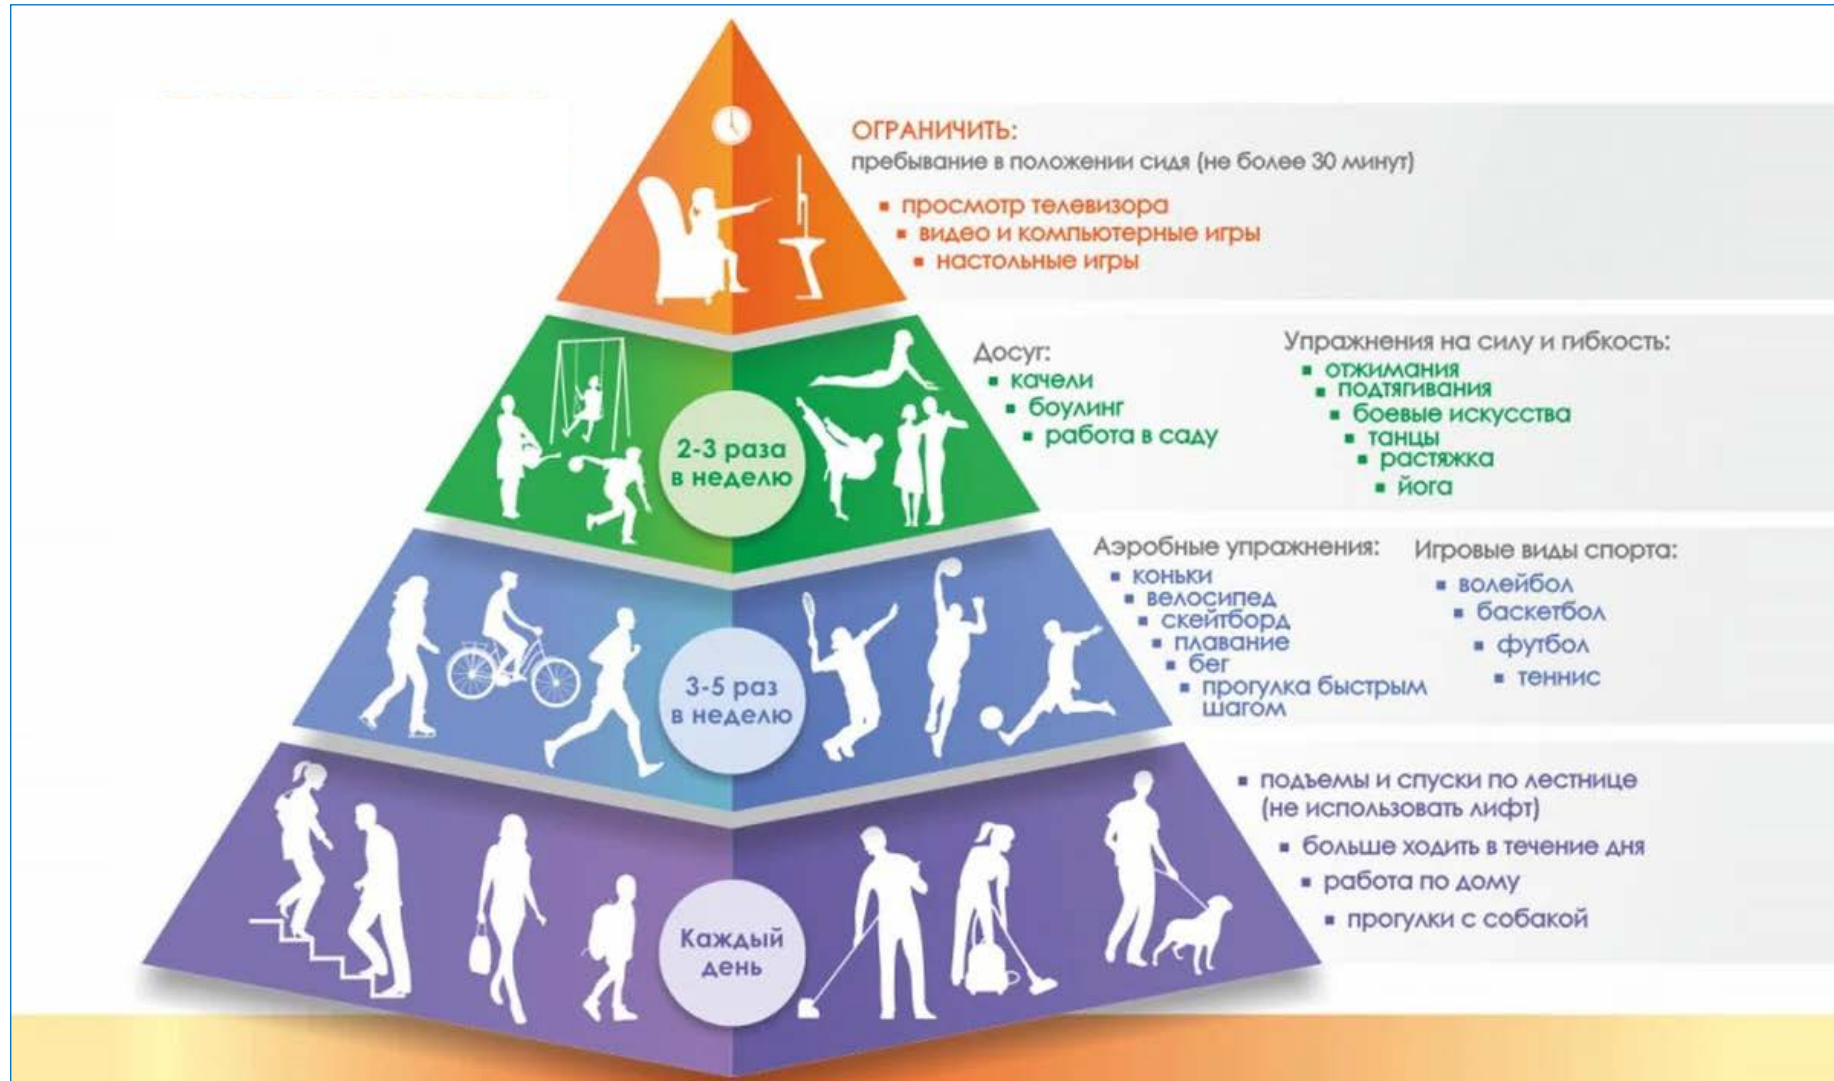 ОГРАНИЧИТЬ:
пребывание в положении сидя (не более 30 минут)
▪ просмотр телевизора
▪ видео и компьютерные игры
▪ настольные игры
2-3 раза
в неделю
Досуг:
▪ качели
▪ боулинг
▪ работа в саду
Упражнения на силу и гибкость:
▪ отжимания
▪ подтягивания
▪ боевые искусства
▪ танцы
▪ растяжка
▪ йога
3-5 раз
в неделю
Аэробные упражнения:
▪ коньки
▪ велосипед
▪ скейтборд
▪ плавание
▪ бег
▪ прогулка быстрым
шагом
Игровые виды спорта:
▪ волейбол
▪ баскетбол
▪ футбол
▪ теннис
Каждый
день
▪ подъемы и спуски по лестнице
(не использовать лифт)
▪ больше ходить в течение дня
▪ работа по дому
▪ прогулки с собакой